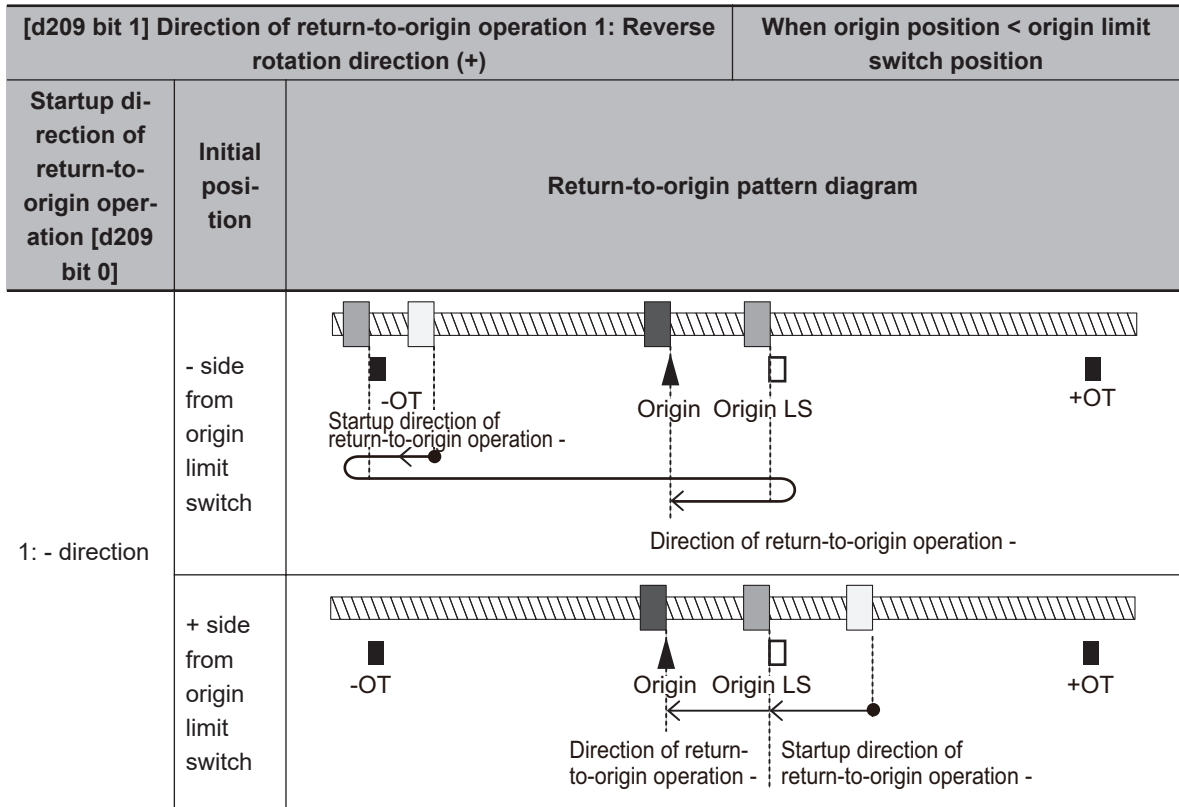 [d209 bit 1] Direction of return-to-origin operation 1: Reverse
rotation direction (+)
When origin position < origin limit
switch position
Startup di-
rection of
return-to-
origin oper-
ation [d209
bit 0]
Initial
posi-
tion
Return-to-origin pattern diagram
1: - direction
- side
from
origin
limit
switch
-OT
Origin
Origin LS
+OT
Startup direction of
return-to-origin operation -
Direction of return-to-origin operation -
+ side
from
origin
limit
switch
-OT
Origin
Origin LS
+OT
Direction of return-
to-origin operation -
Startup direction of
return-to-origin operation -